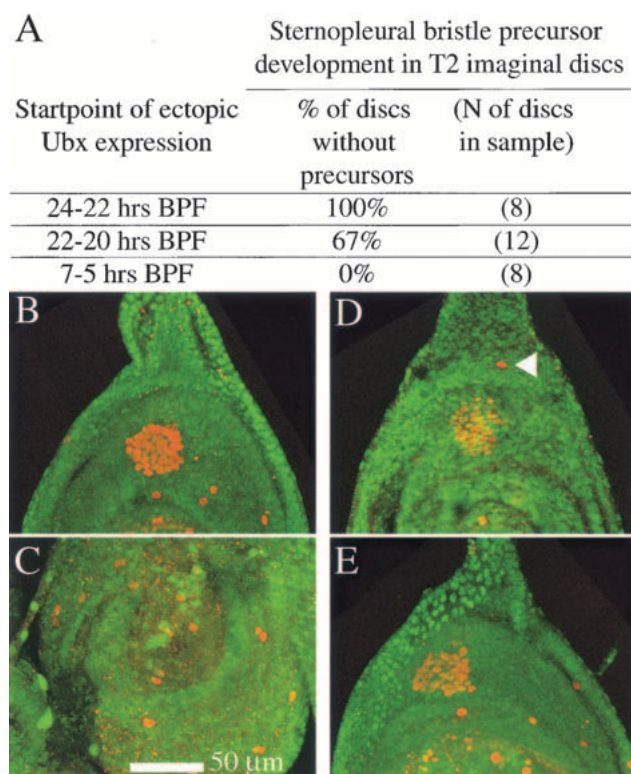 A
Sternopleural bristle precursor
development in T2 imaginal discs
Startpoint of ectopic
Ubx expression
% of discs
without
precursors
(N of discs
in sample)
24-22 hrs BPF 100% (8)
22-20 hrs BPF 67% (12)
7-5 hrs BPF 0% (8)
B
D
C
E
50 µm